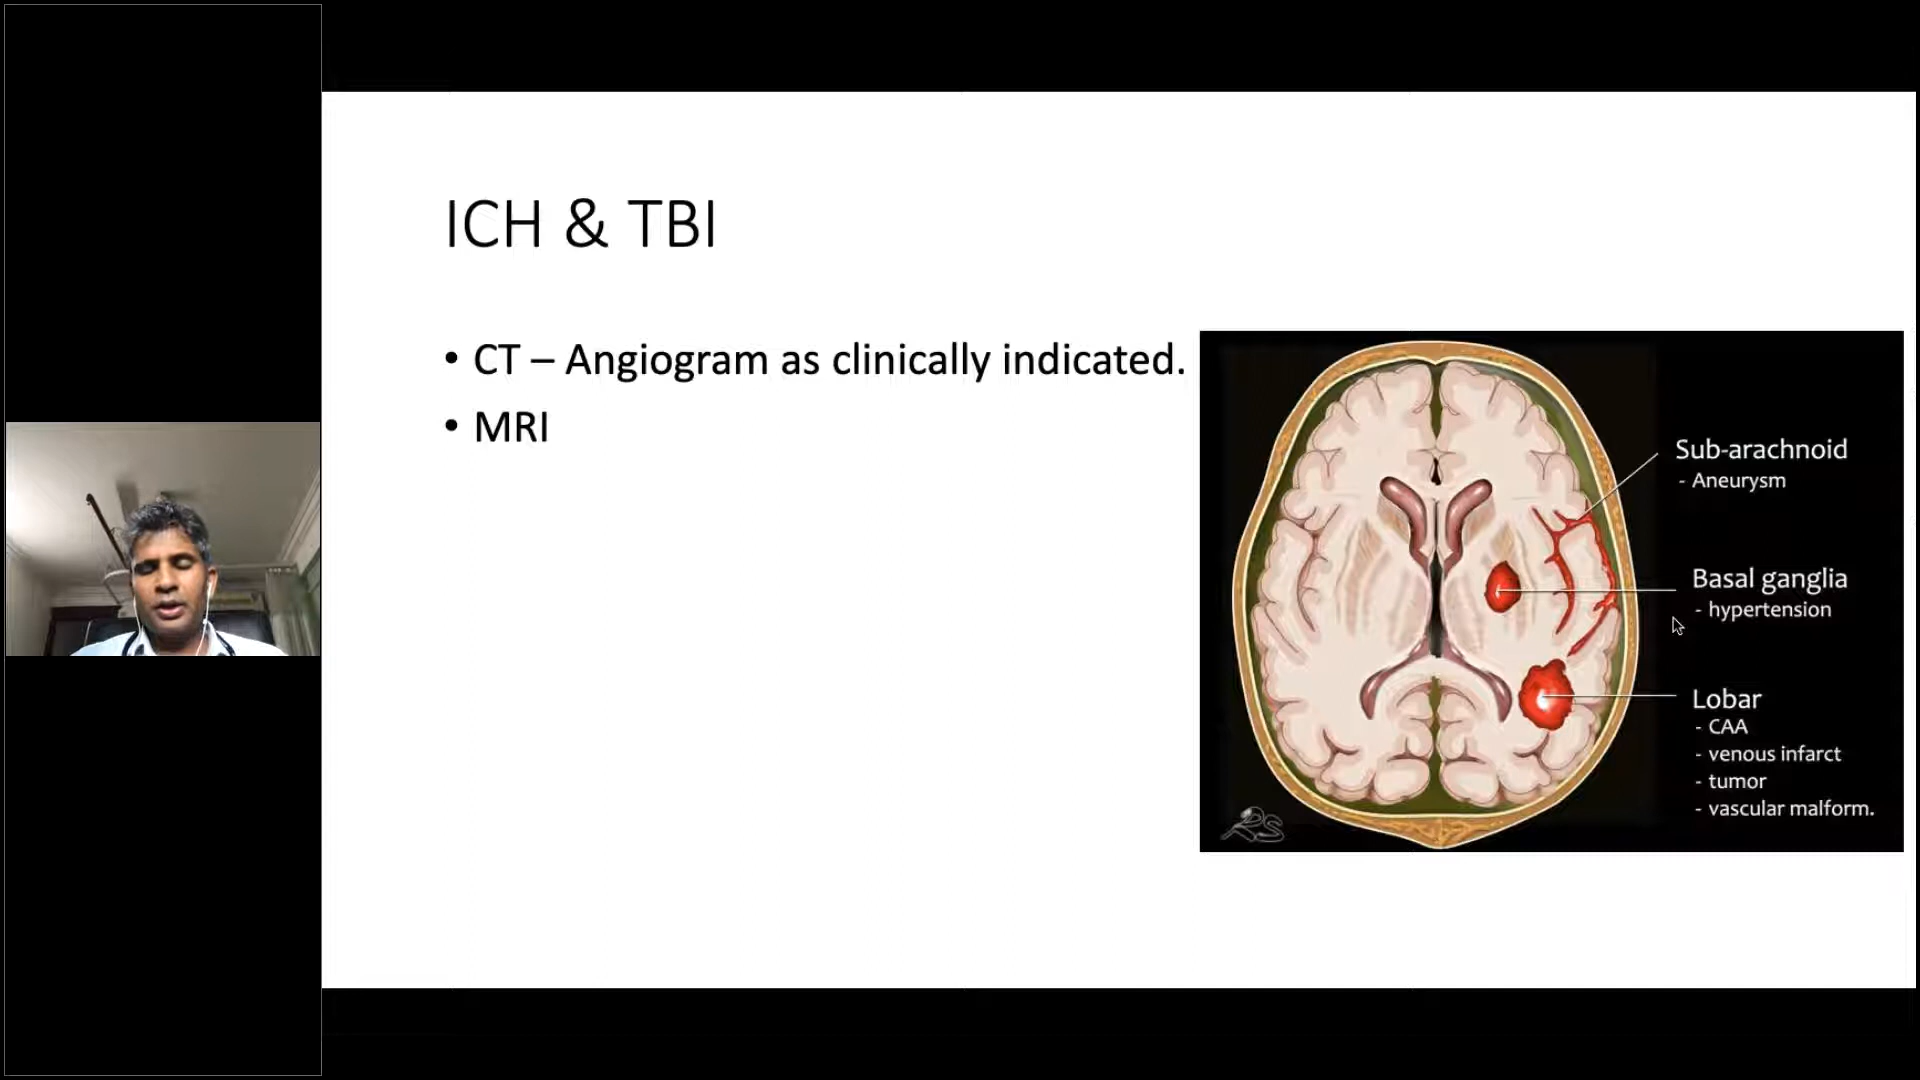 ICH & TBI
• CT – Angiogram as clinically indicated.
• MRI
Sub-arachnoid
- Aneurysm
Basal ganglia
- hypertension
Lobar
- CAA
- venous infarct
- tumor
- vascular malform.
RS